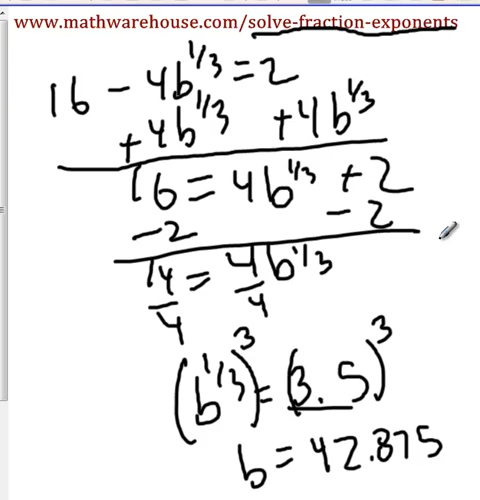 www.mathwarehouse.com/solve-fraction-exponents
16 - 4b^1/3 = 2
+4b^1/3 +4b^1/3
16 = 4b^1/3 + 2
-2 -2
14/4 = 4/4 b^1/3
(b^1/3)^3 = (3.5)^3
b = 42.875